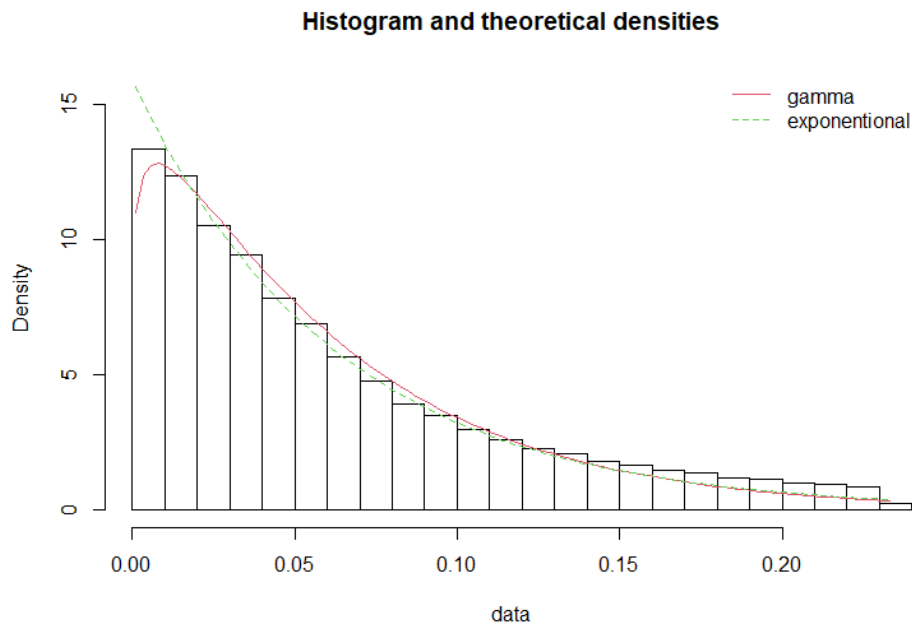 Histogram and theoretical densities
gamma
exponentional
15
10
5
0
Density
0.00 0.05 0.10 0.15 0.20
data